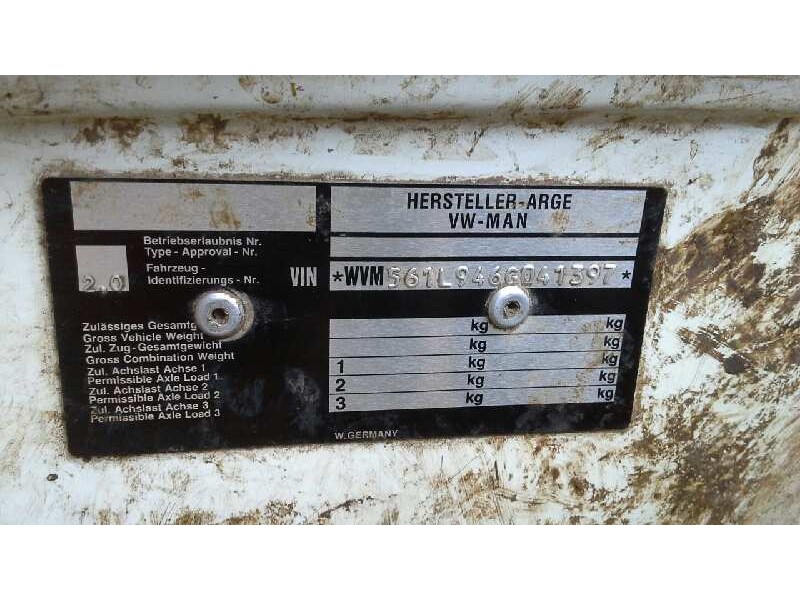 HERSTELLER-ARGE
VW-MAN
Betriebserlaubnis Nr.
Type - Approval - Nr.
2.0
Fahrzeug -
Identifizierungs - Nr.
VIN
*WVM561L946G041397*
Zulässiges Gesamtg
kg kg
Gross Vehicle Weight
Zul. Zug-Gesamtgewicht
kg kg
Gross Combination Weight
Zul. Achslast Achse 1
1 kg kg
Permissible Axle Load 1
Zul. Achslast Achse 2
2 kg kg
Permissible Axle Load 2
Zul. Achslast Achse 3
3 kg kg
Permissible Axle Load 3
W.GERMANY